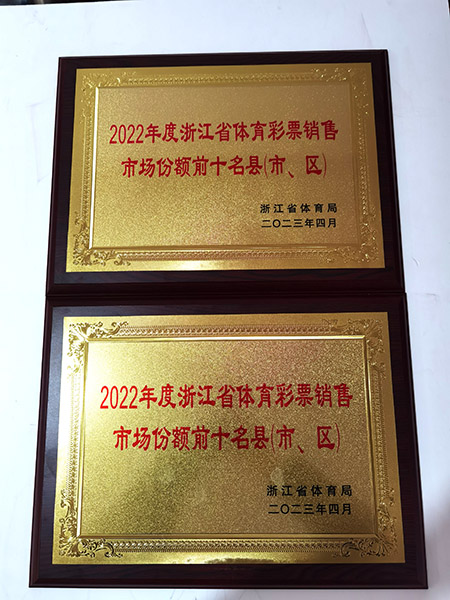 2022年度浙江省体育彩票销售
市场份额前十名县(市、区)
浙江省体育局
二〇二三年四月
2022年度浙江省体育彩票销售
市场份额前十名县(市、区)
浙江省体育局
二〇二三年四月